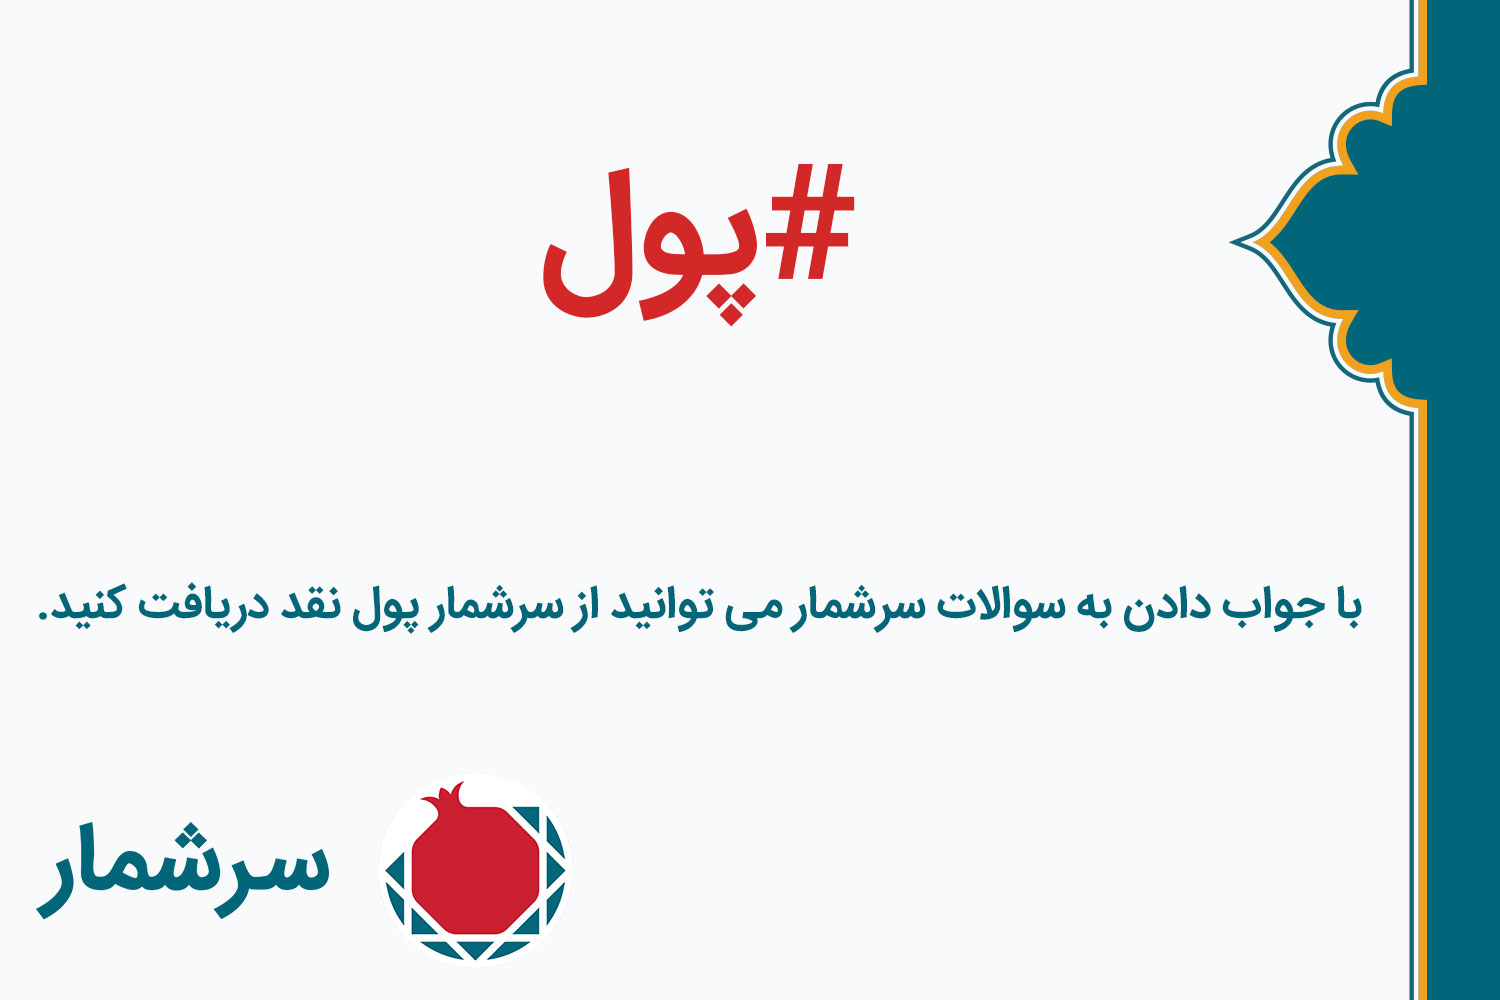 #پول
با جواب دادن به سوالات سرشمار می توانید از سرشمار پول نقد دریافت کنید.
سرشمار